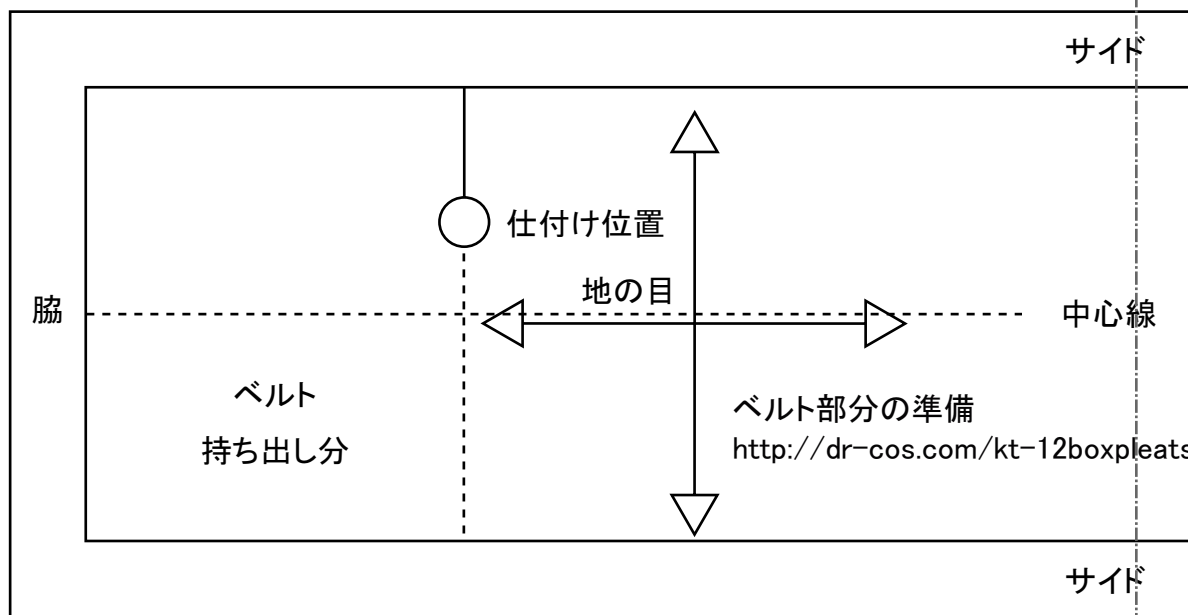 サイド
仕付け位置
地の目
脇
中心線
ベルト
持ち出し分
ベルト部分の準備
http://dr-cos.com/kt-12boxpleats
サイド